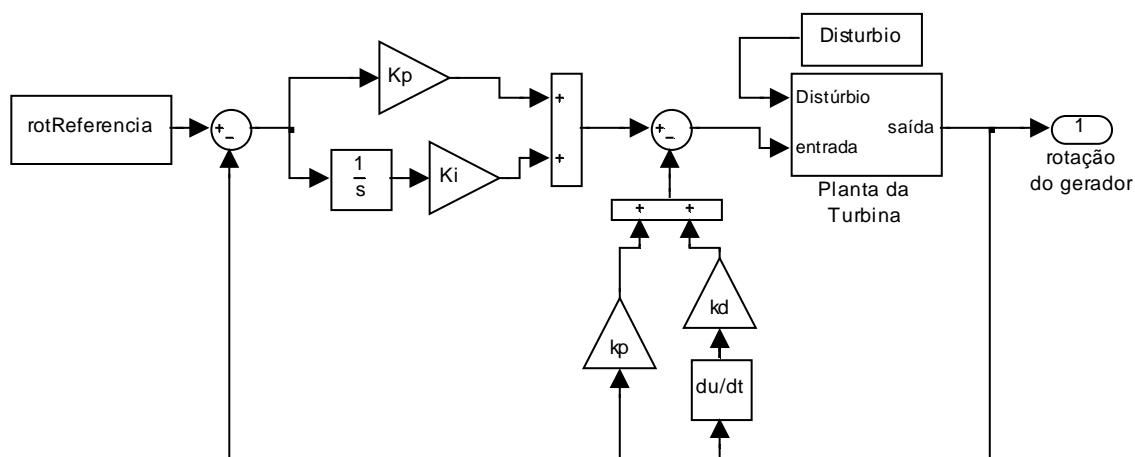 Disturbio
Kp
rotReferencia
+
−
1
s
Ki
+
+
+
−
Distúrbio
entrada
saída
Planta da
Turbina
1
rotação
do gerador
+ +
kp
kd
du/dt